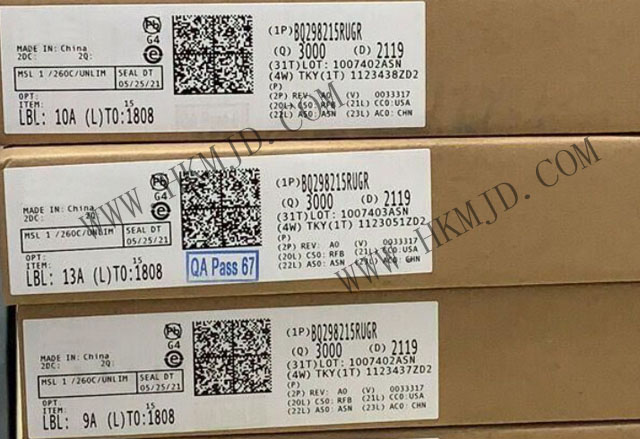 Pb
G4
e
MADE IN: China
2DC: 2Q:
MSL 1 /260C/UNLIM
SEAL DT
05/25/21
OPT:
ITEM:
15
LBL: 10A (L)TO:1808
(1P)BQ298215RUGR
(Q) 3000 (D) 2119
(31T)LOT: 1007402ASN
(4W) TKY(1T) 1123438ZD2
(P)
(2P) REV: A0 (V) 0033317
(20L) CSO: RFB (21L) CCO:USA
(22L) ASO: ASN (23L) ACO: CHN
WWW.HKMJD.COM
Pb
G4
e
MADE IN: China
2DC: 2Q:
MSL 1 /260C/UNLIM
SEAL DT
05/25/21
OPT:
ITEM:
LBL: 13A (L)TO:1808
QA Pass 67
(1P)BQ298215RUGR
(Q) 3000 (D) 2119
(31T)LOT: 1007403ASN
(4W) TKY(1T) 1123051ZD2
(P)
(2P) REV: A0 (V) 0033317
(20L) CSO: RFB (21L) CCO:USA
(22L) ASO: ASN (23L) ACO: CHN
WWW.HKMJD.COM
Pb
G4
e
MADE IN: China
2DC: 2Q:
MSL 1 /260C/UNLIM
SEAL DT
05/25/21
OPT:
ITEM:
15
LBL: 9A (L)TO:1808
(1P)BQ298215RUGR
(Q) 3000 (D) 2119
(31T)LOT: 1007402ASN
(4W) TKY(1T) 1123437ZD2
(P)
(2P) REV: A0 (V) 0033317
(20L) CSO: RFB (21L) CCO:USA
(22L) ASO: ASN (23L) ACO: CHN